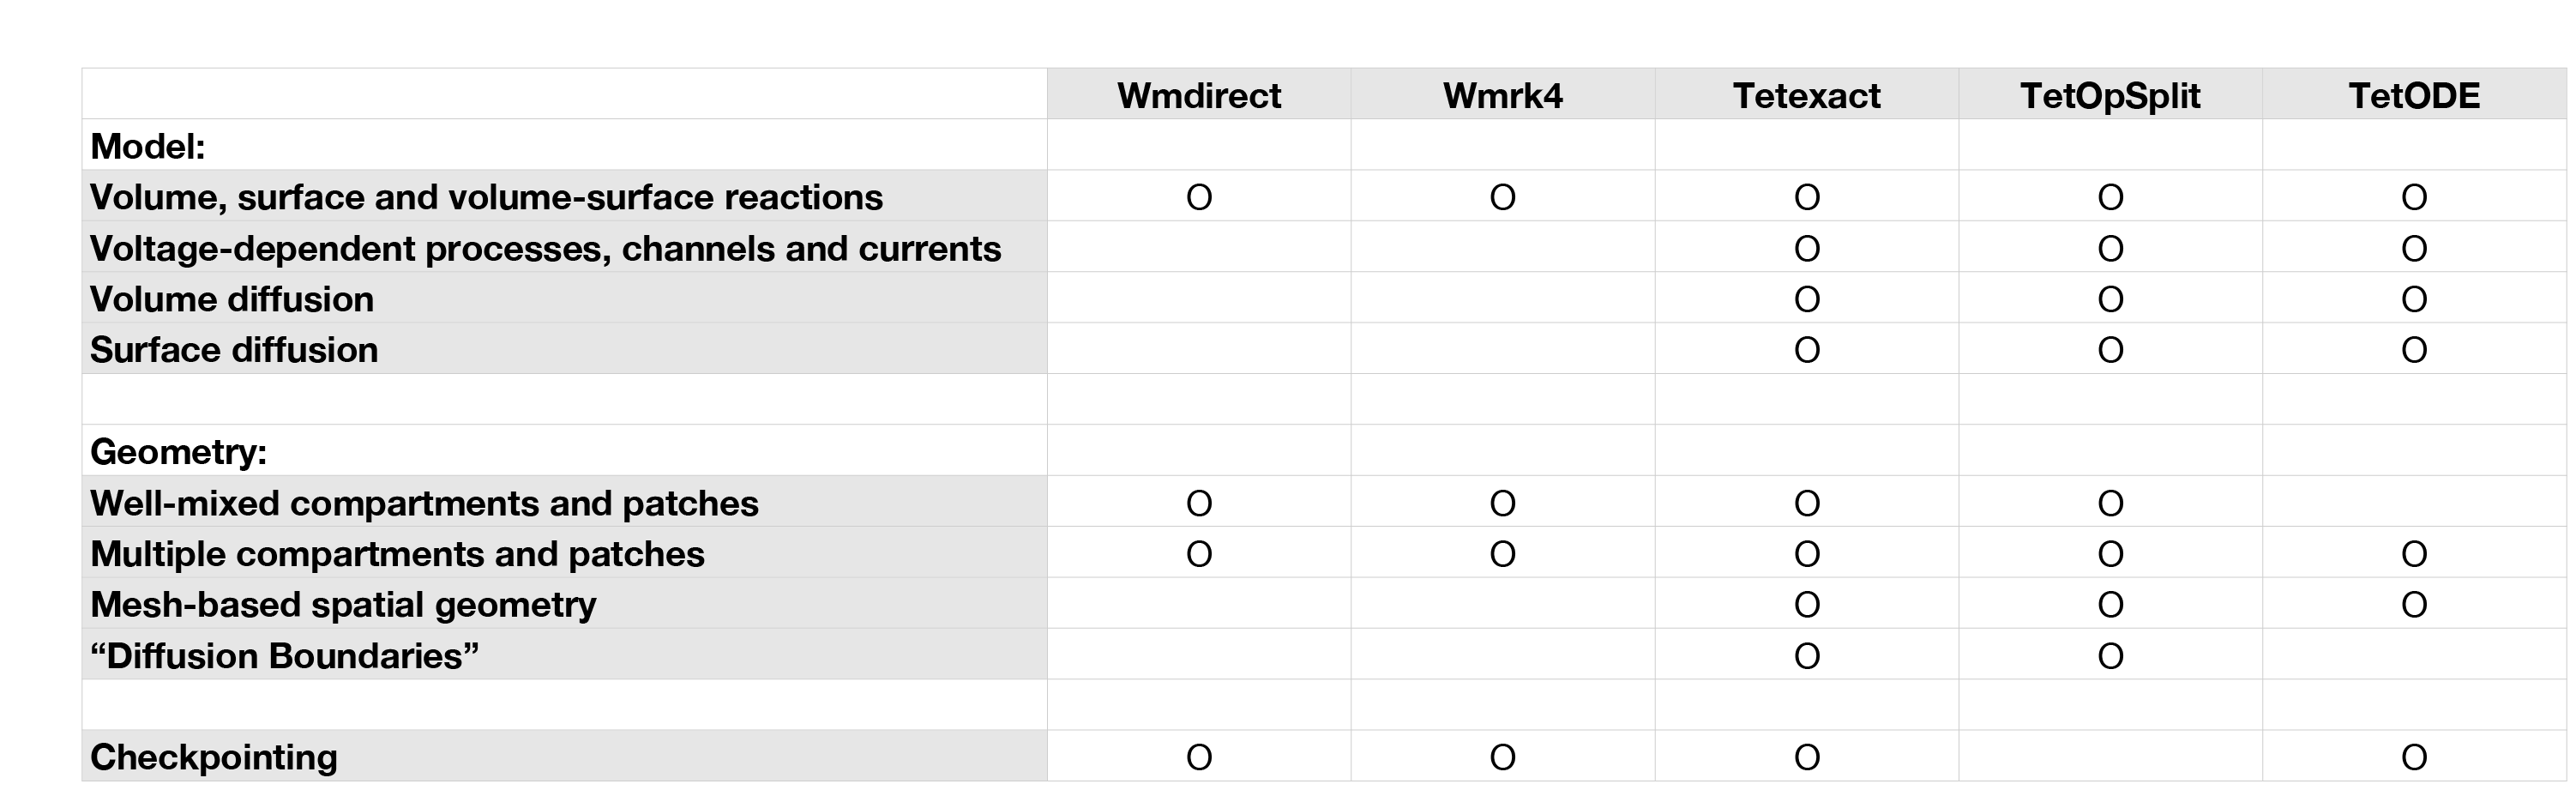 Wmdirect Wmrk4 Tetexact TetOpSplit TetODE
Model:
Volume, surface and volume-surface reactions O O O O O
Voltage-dependent processes, channels and currents O O O
Volume diffusion O O O
Surface diffusion O O O
Geometry:
Well-mixed compartments and patches O O O O
Multiple compartments and patches O O O O O
Mesh-based spatial geometry O O O
“Diffusion Boundaries” O O
Checkpointing O O O O